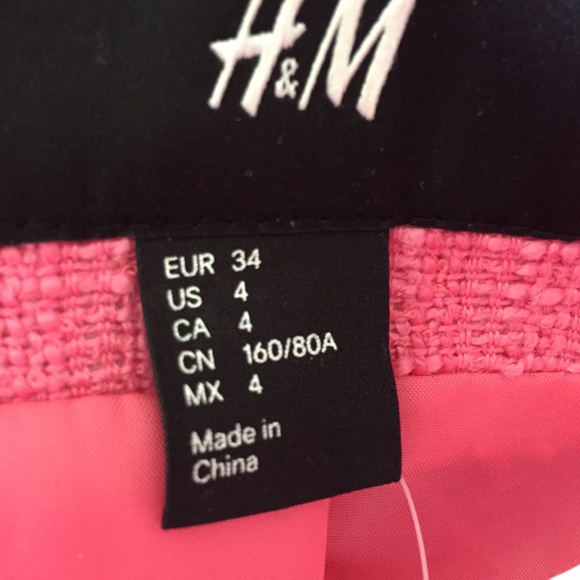 H&M
EUR 34
US 4
CA 4
CN 160/80A
MX 4
Made in
China